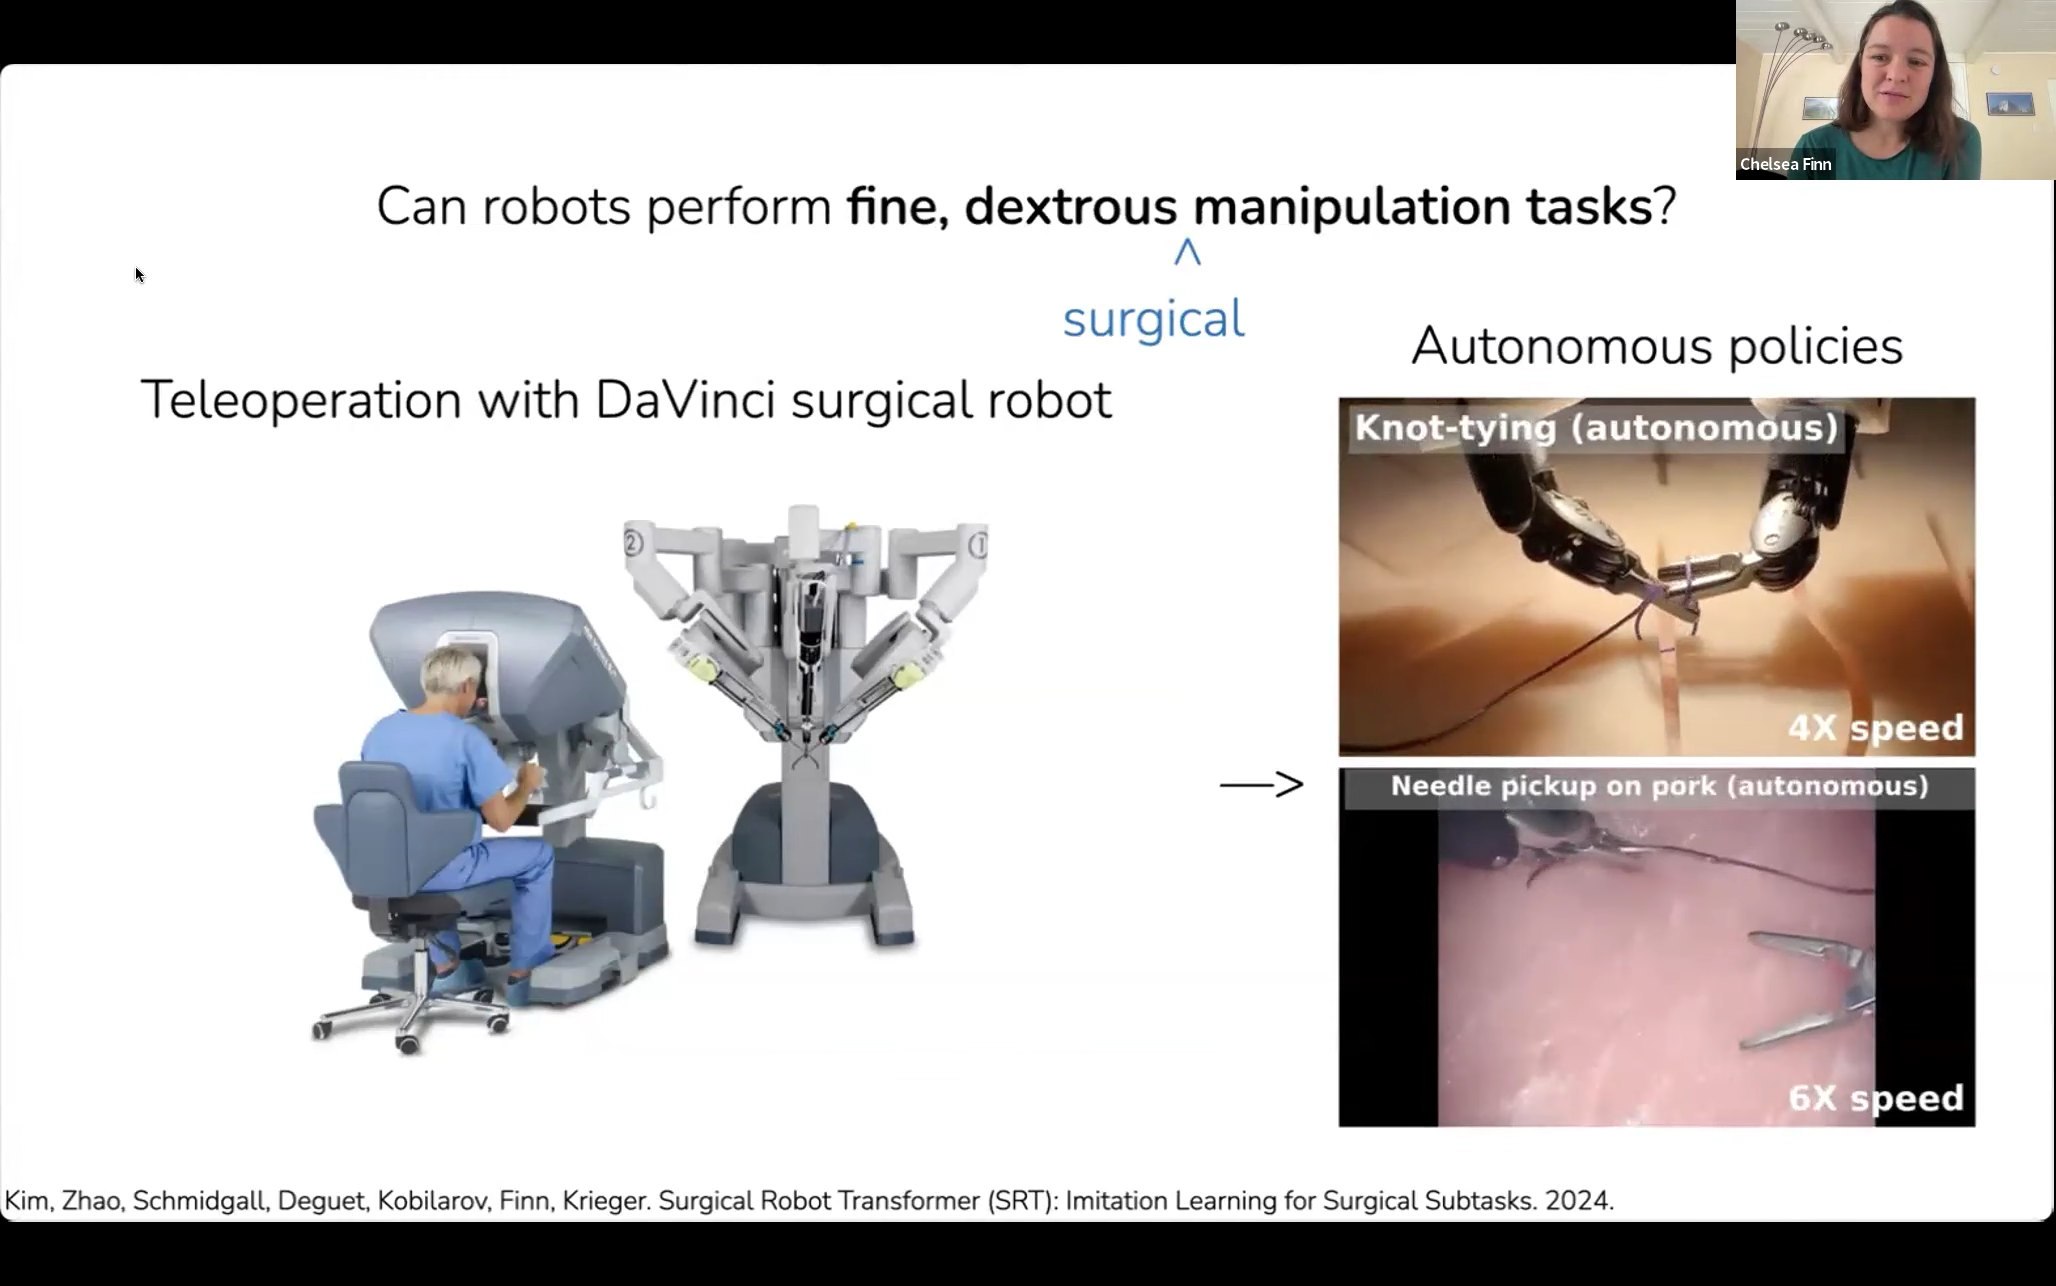 Chelsea Finn
Can robots perform fine, dextrous manipulation tasks?
^
surgical
Teleoperation with DaVinci surgical robot
2
1
Autonomous policies
Knot-tying (autonomous)
4X speed
Needle pickup on pork (autonomous)
6X speed
Kim, Zhao, Schmidgall, Deguet, Kobilarov, Finn, Krieger. Surgical Robot Transformer (SRT): Imitation Learning for Surgical Subtasks. 2024.